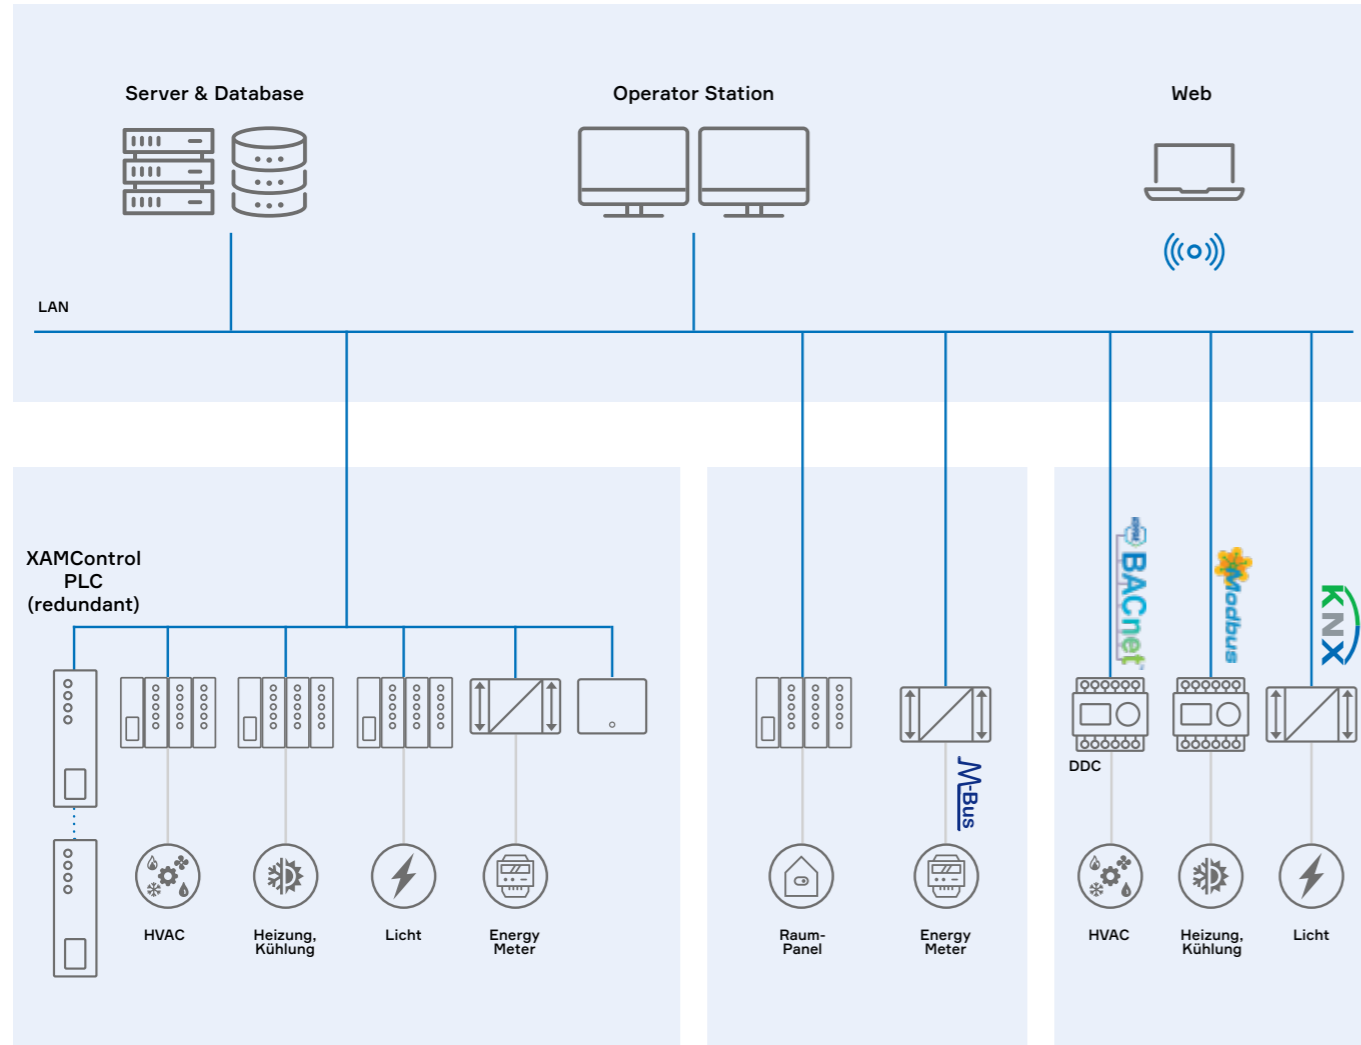 Server & Database
Operator Station
Web
LAN
XAMControl
PLC
(redundant)
BACnet
Modbus
KNX
DDC
M-Bus
HVAC
Heizung,
Kühlung
Licht
Energy
Meter
Raum-
Panel
Energy
Meter
HVAC
Heizung,
Kühlung
Licht